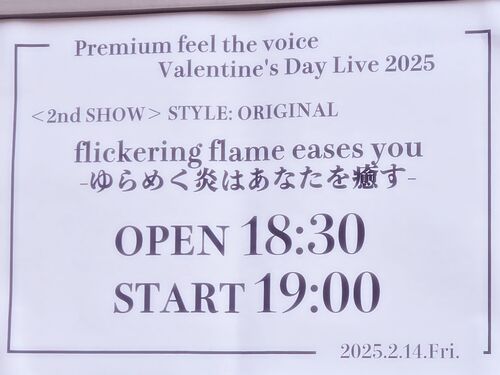 Premium feel the voice
Valentine's Day Live 2025
＜2nd SHOW＞ STYLE: ORIGINAL
flickering flame eases you
-ゆらめく炎はあなたを癒す-
OPEN 18:30
START 19:00
2025.2.14.Fri.